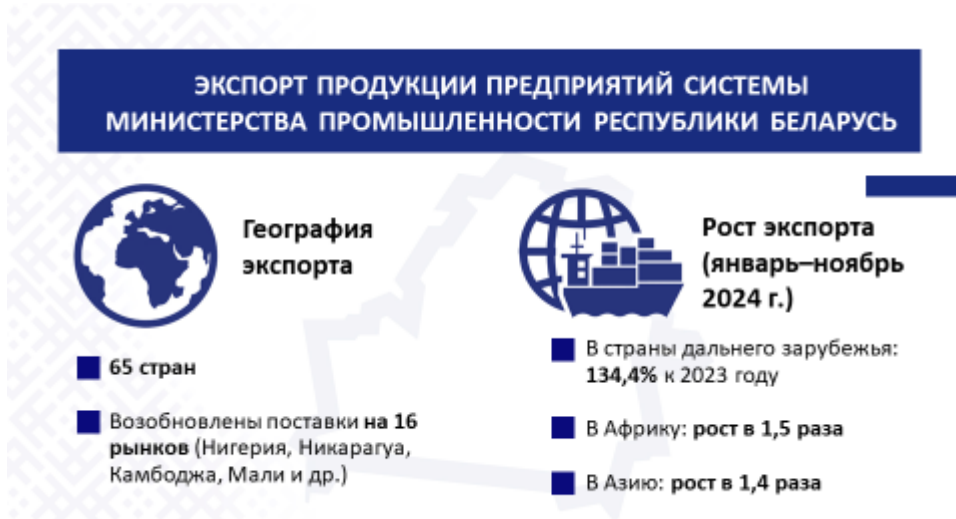 ЭКСПОРТ ПРОДУКЦИИ ПРЕДПРИЯТИЙ СИСТЕМЫ
МИНИСТЕРСТВА ПРОМЫШЛЕННОСТИ РЕСПУБЛИКИ БЕЛАРУСЬ
География
экспорта
65 стран
Возобновлены поставки на 16
рынков (Нигерия, Никарагуа,
Камбоджа, Мали и др.)
Рост экспорта
(январь–ноябрь
2024 г.)
В страны дальнего зарубежья:
134,4% к 2023 году
В Африку: рост в 1,5 раза
В Азию: рост в 1,4 раза